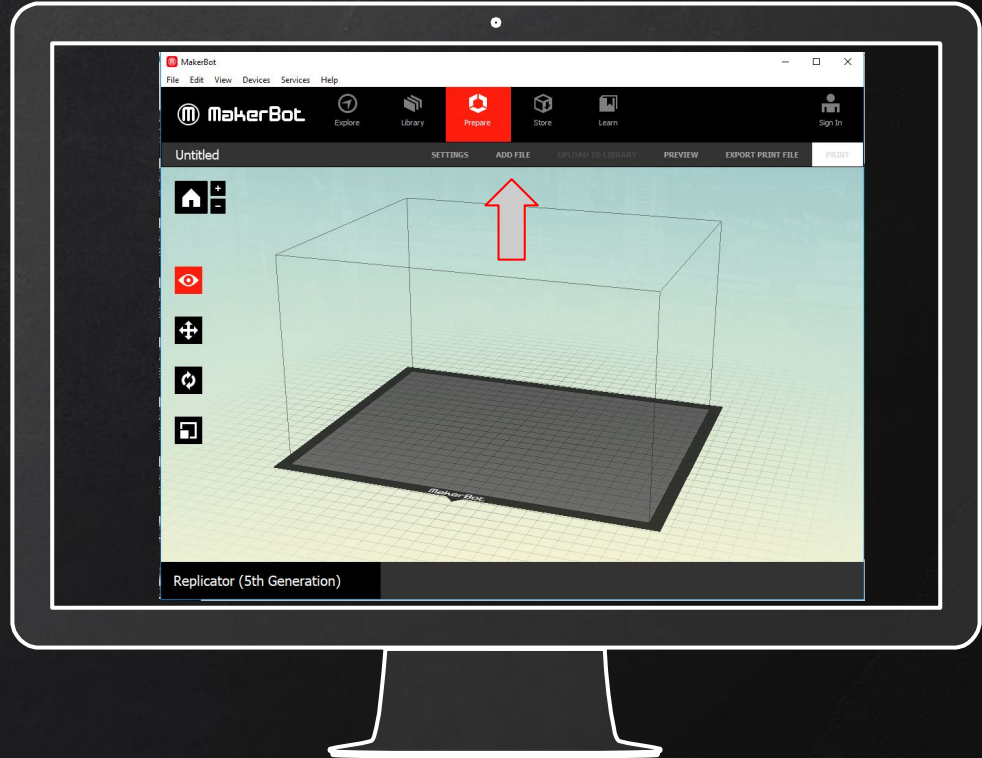 MakerBot
File Edit View Devices Services Help
MakerBot Explore Library Prepare Store Learn Sign In
Untitled SETTINGS ADD FILE UPLOAD TO LIBRARY PREVIEW EXPORT PRINT FILE PRINT
+
-
MakerBot
Replicator (5th Generation)